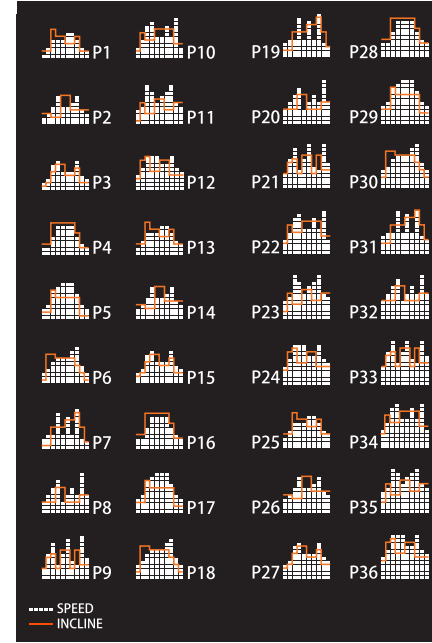 P1 P10 P19 P28
P2 P11 P20 P29
P3 P12 P21 P30
P4 P13 P22 P31
P5 P14 P23 P32
P6 P15 P24 P33
P7 P16 P25 P34
P8 P17 P26 P35
P9 P18 P27 P36
SPEED
INCLINE